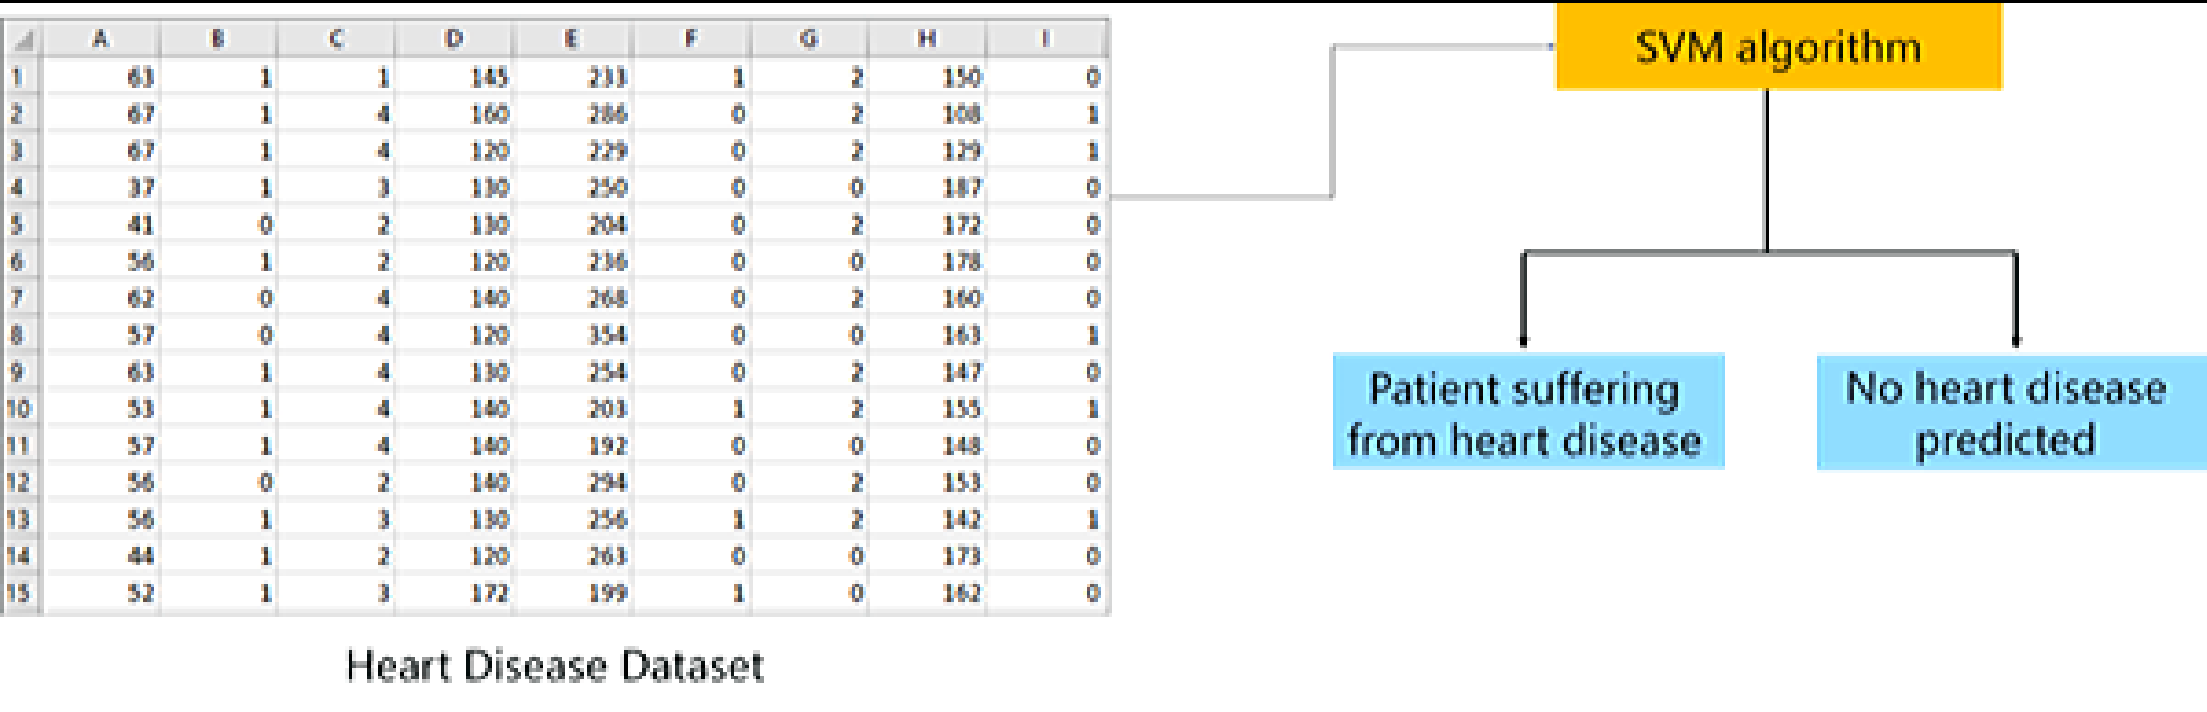 A B C D E F G H I
1 63 1 1 145 233 1 2 150 0
2 67 1 4 160 286 0 2 108 1
3 67 1 4 120 229 0 2 129 1
4 37 1 3 130 250 0 0 187 0
5 41 0 2 130 204 0 2 172 0
6 56 1 2 120 236 0 0 178 0
7 62 0 4 140 268 0 2 160 0
8 57 0 4 120 354 0 0 163 1
9 63 1 4 130 254 0 2 147 0
10 53 1 4 140 203 1 2 155 1
11 57 1 4 140 192 0 0 148 0
12 56 0 2 140 294 0 2 153 0
13 56 1 3 130 256 1 2 142 1
14 44 1 2 120 263 0 0 173 0
15 52 1 3 172 199 1 0 162 0
Heart Disease Dataset
SVM algorithm
Patient suffering
from heart disease
No heart disease
predicted